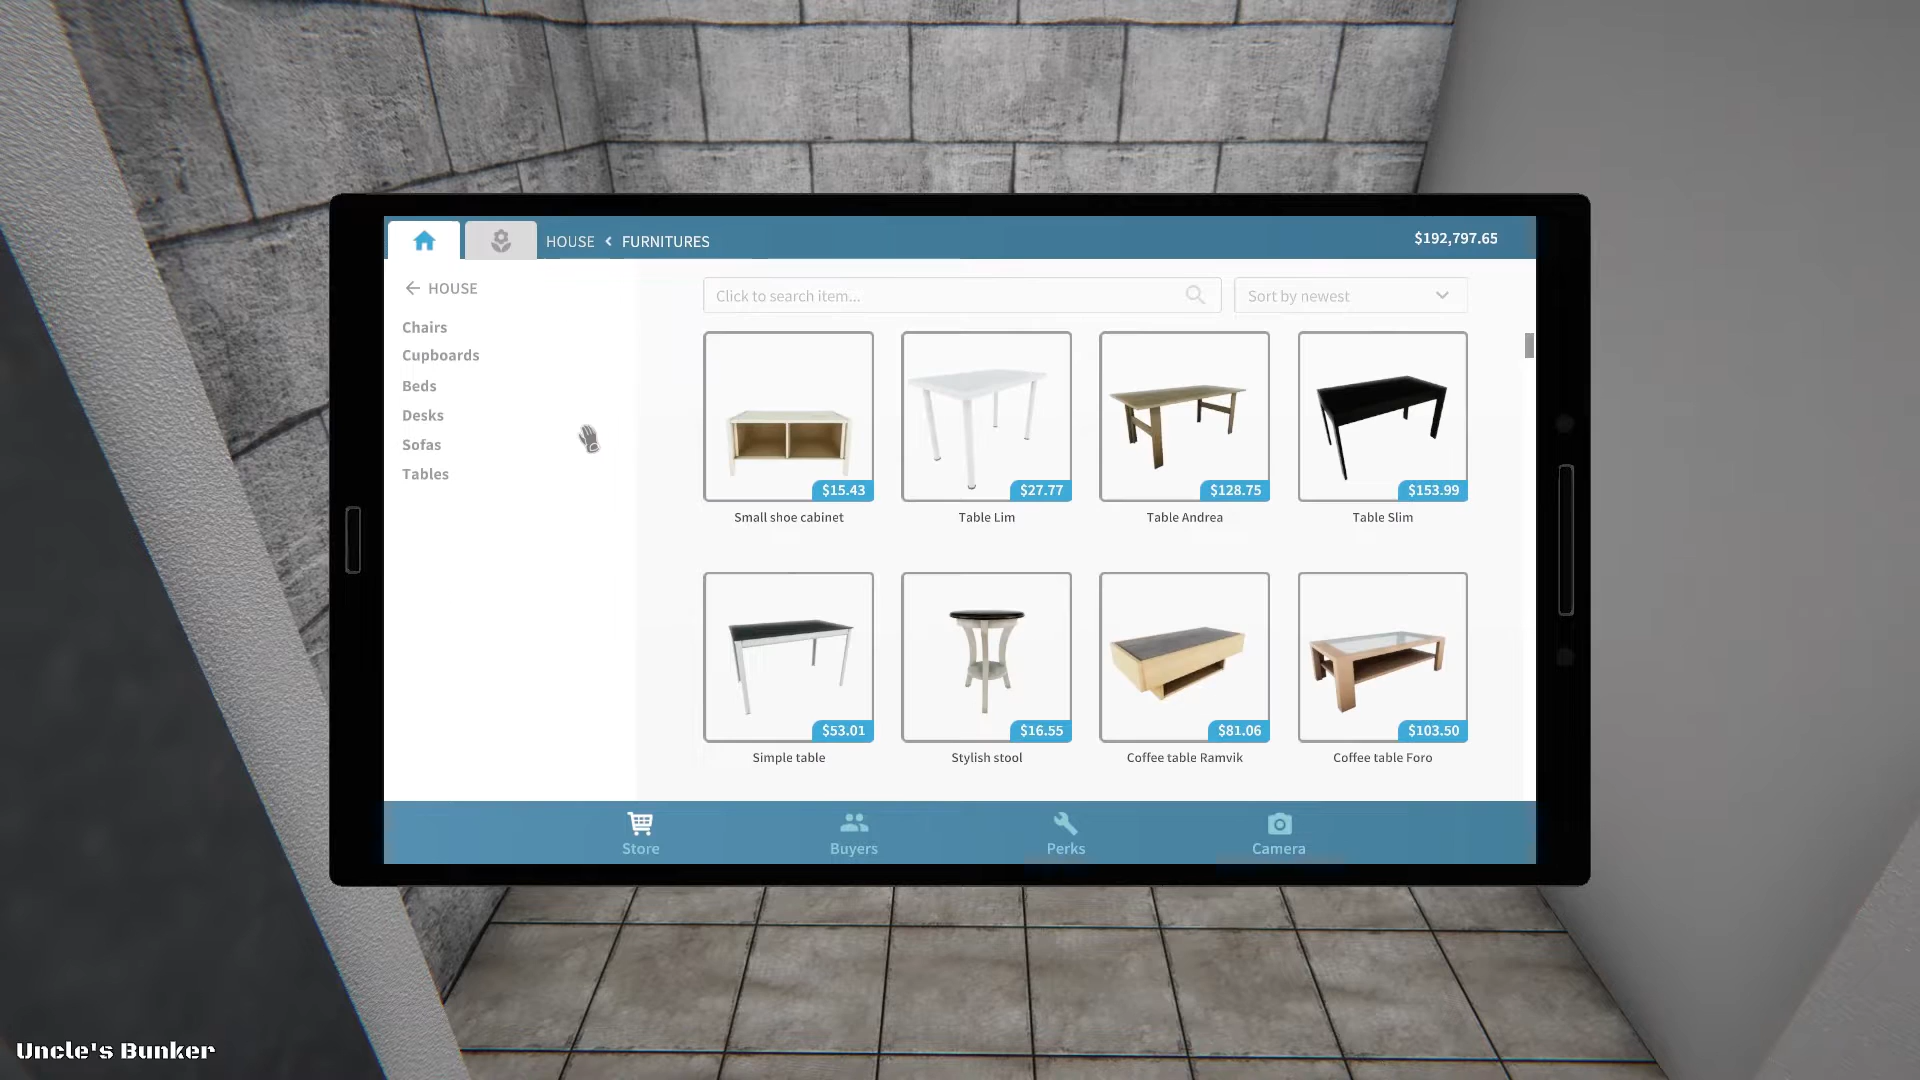 HOUSE < FURNITURES
$192,797.65
HOUSE
Click to search item...
Sort by newest
Chairs
Cupboards
Beds
Desks
Sofas
Tables
$15.43
$27.77
$128.75
$153.99
Small shoe cabinet
Table Lim
Table Andrea
Table Slim
$53.01
$16.55
$81.06
$103.50
Simple table
Stylish stool
Coffee table Ramvik
Coffee table Foro
Store
Buyers
Perks
Camera
Uncle's Bunker